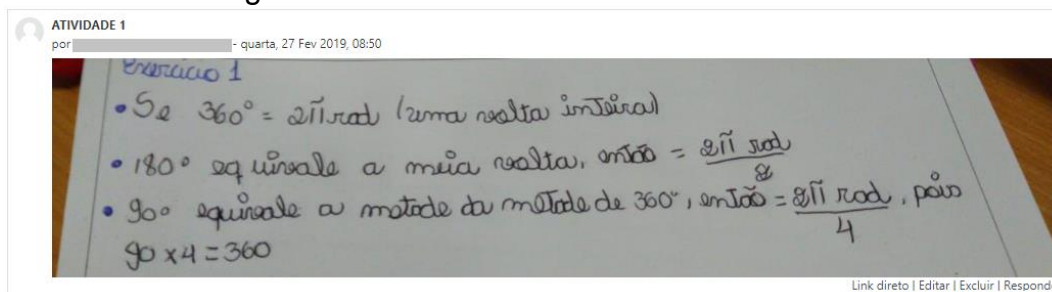 ATIVIDADE 1
por - quarta, 27 Fev 2019, 08:50
Exercício 1
• Se 360° = 2π rad (uma volta inteira)
• 180° equivale a meia volta, então = 2π rad
2
• 90° equivale a metade da metade de 360°, então = 2π rad, pois
4
90 x 4 = 360
Link direto | Editar | Excluir | Respond